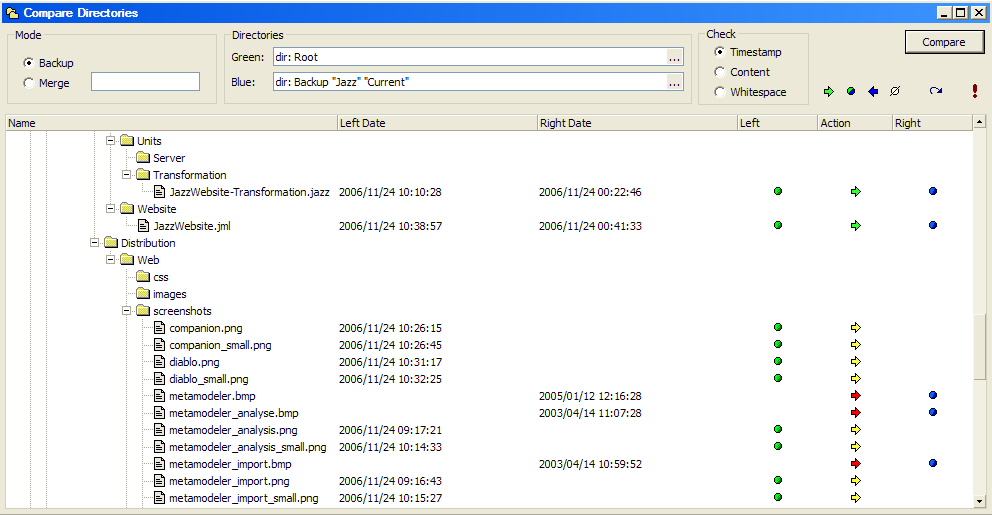 Compare Directories
Mode
Backup
Merge
Directories
Green: dir: Root ...
Blue: dir: Backup "Jazz" "Current" ...
Check
Timestamp
Content
Whitespace
Compare
Name Left Date Right Date Left Action Right
Units
Server
Transformation
JazzWebsite-Transformation.jazz 2006/11/24 10:10:28 2006/11/24 00:22:46
Website
JazzWebsite.jml 2006/11/24 10:38:57 2006/11/24 00:41:33
Distribution
Web
css
images
screenshots
companion.png 2006/11/24 10:26:15
companion_small.png 2006/11/24 10:26:45
diablo.png 2006/11/24 10:31:17
diablo_small.png 2006/11/24 10:32:25
metamodeler.bmp 2005/01/12 12:16:28
metamodeler_analyse.bmp 2003/04/14 11:07:28
metamodeler_analysis.png 2006/11/24 09:17:21
metamodeler_analysis_small.png 2006/11/24 10:14:33
metamodeler_import.bmp 2003/04/14 10:59:52
metamodeler_import.png 2006/11/24 09:16:43
metamodeler_import_small.png 2006/11/24 10:15:27